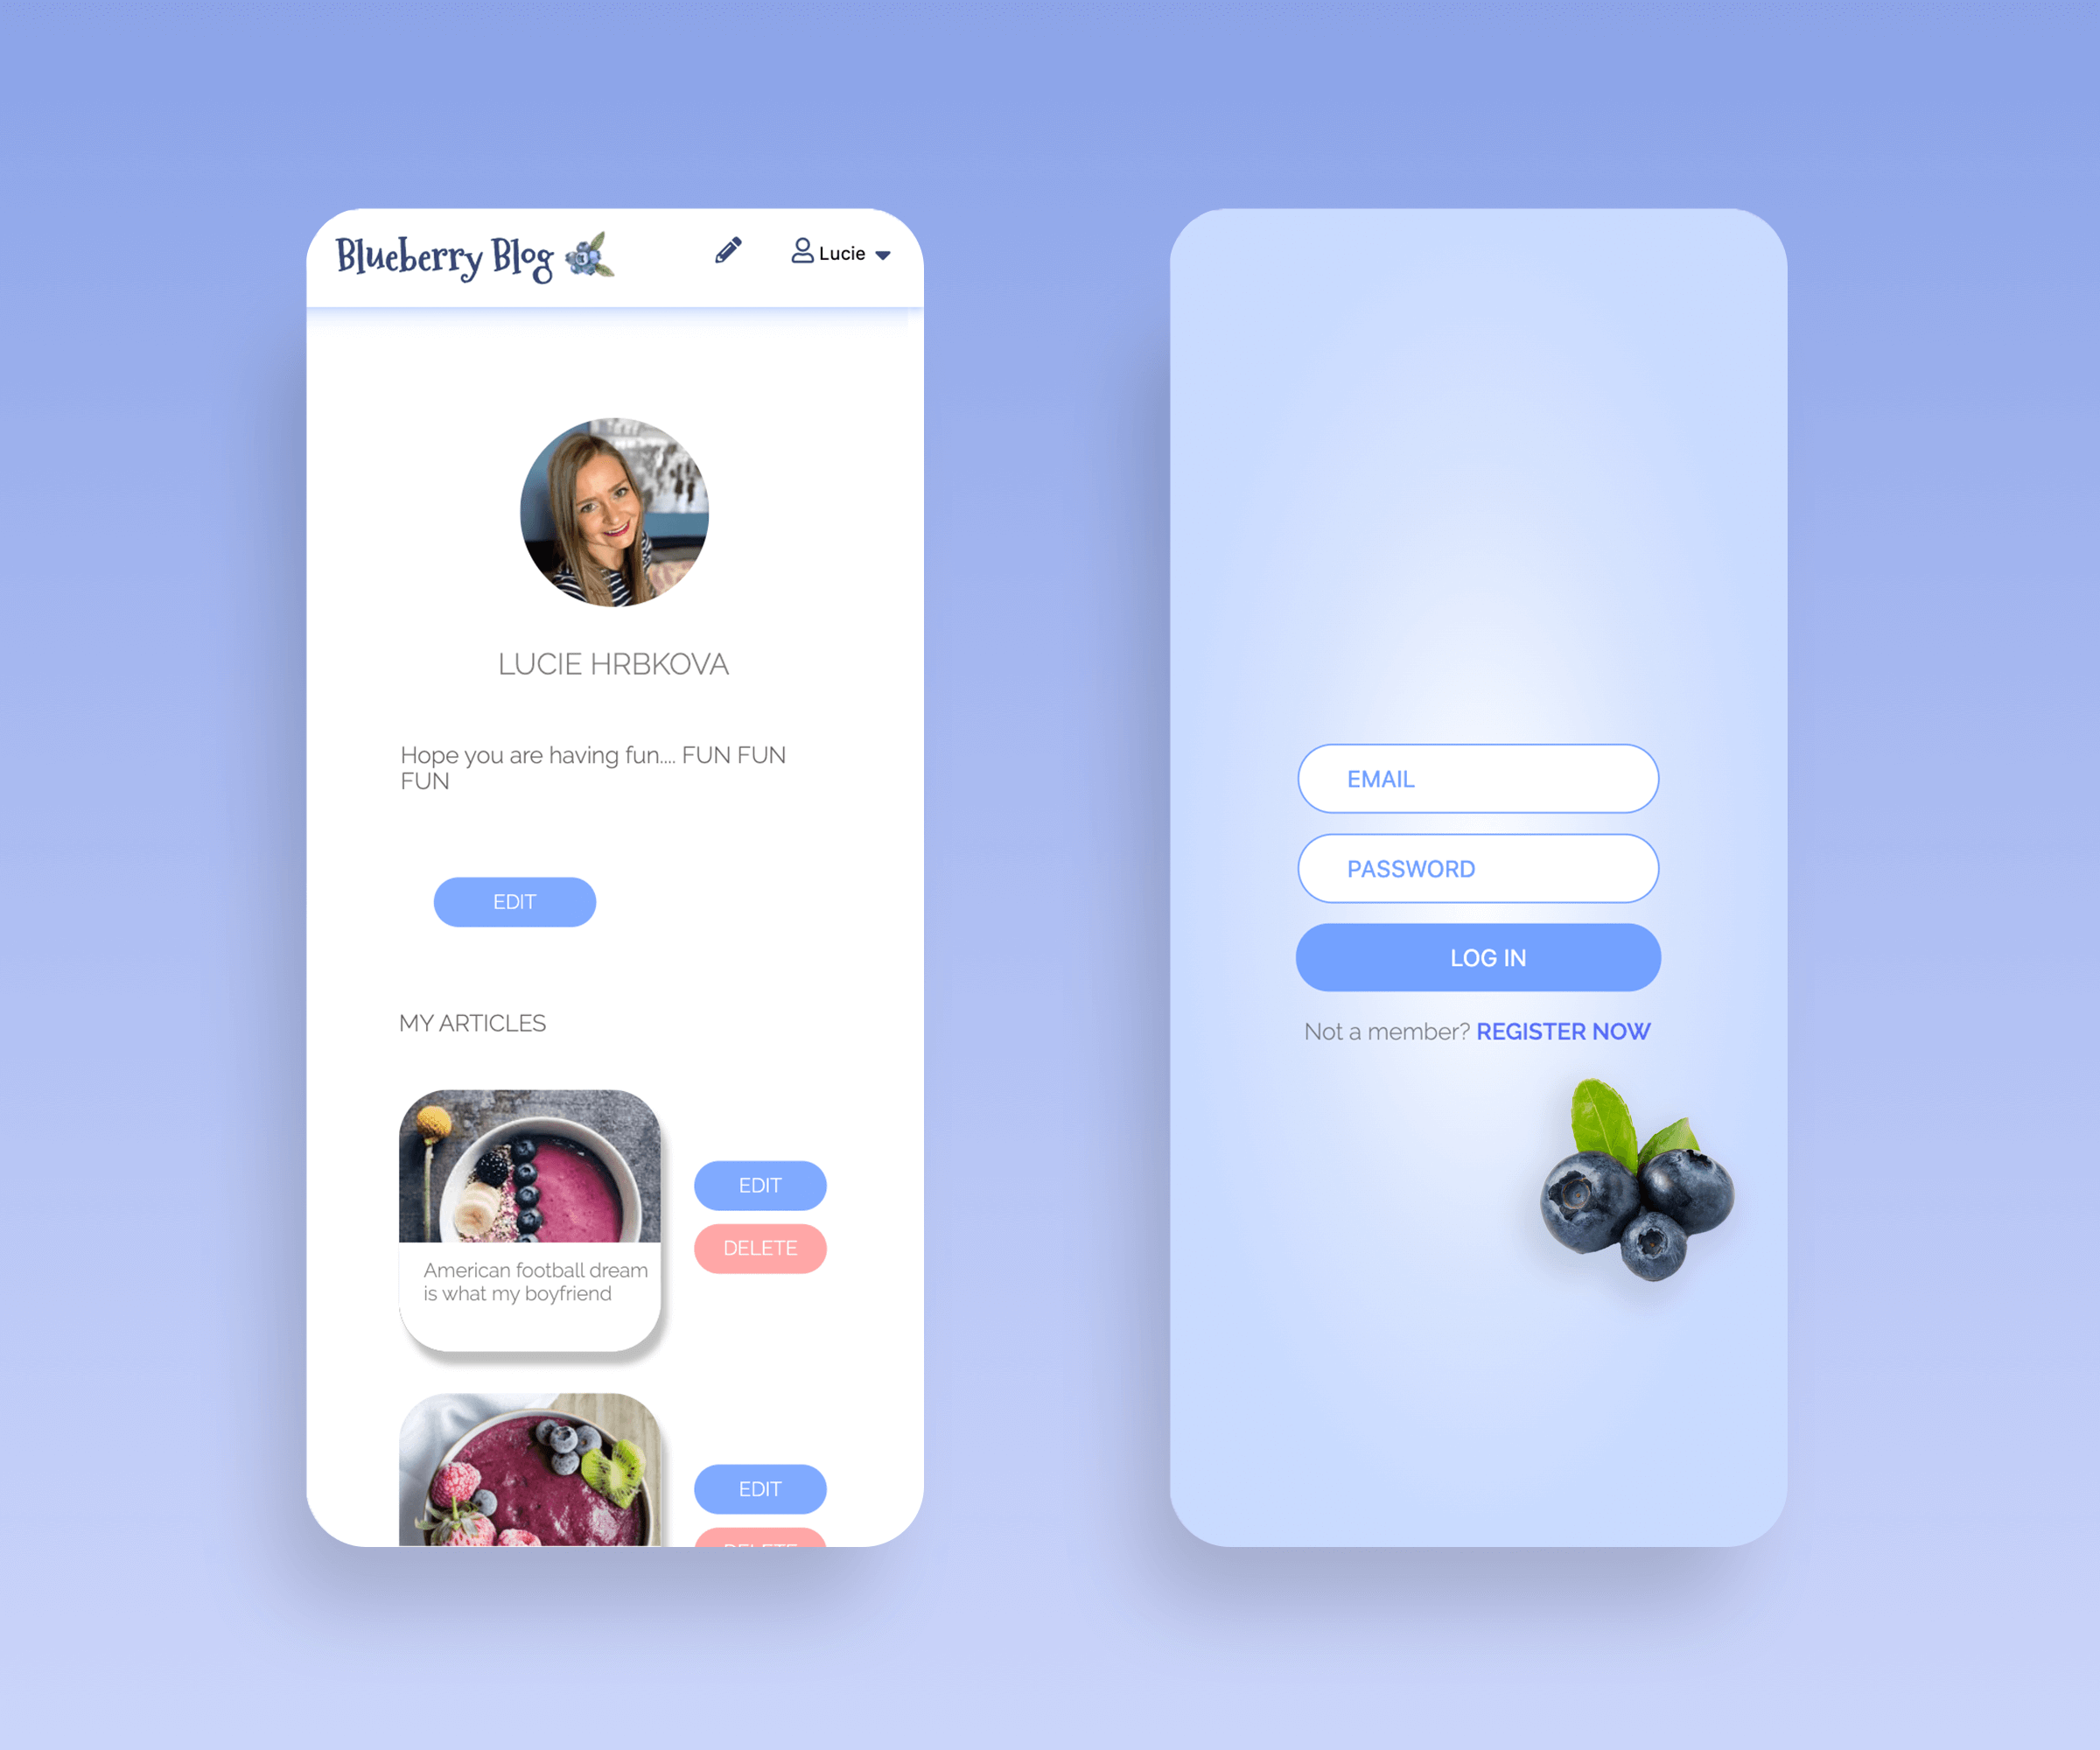 Blueberry Blog
Lucie
LUCIE HRBKOVA
Hope you are having fun.... FUN FUN
FUN
EDIT
MY ARTICLES
EDIT
DELETE
American football dream
is what my boyfriend
EDIT
DELETE
EMAIL
PASSWORD
LOG IN
Not a member? REGISTER NOW